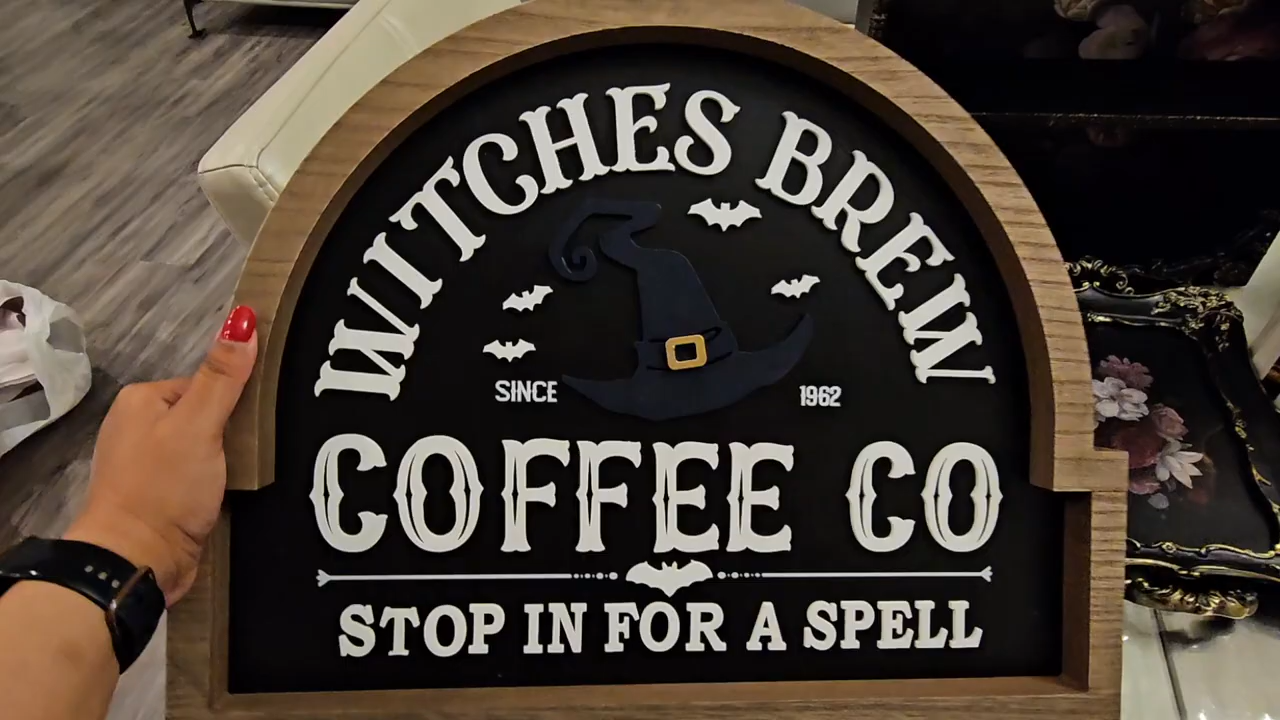 WITCHES BREW
SINCE 1962
COFFEE CO
STOP IN FOR A SPELL